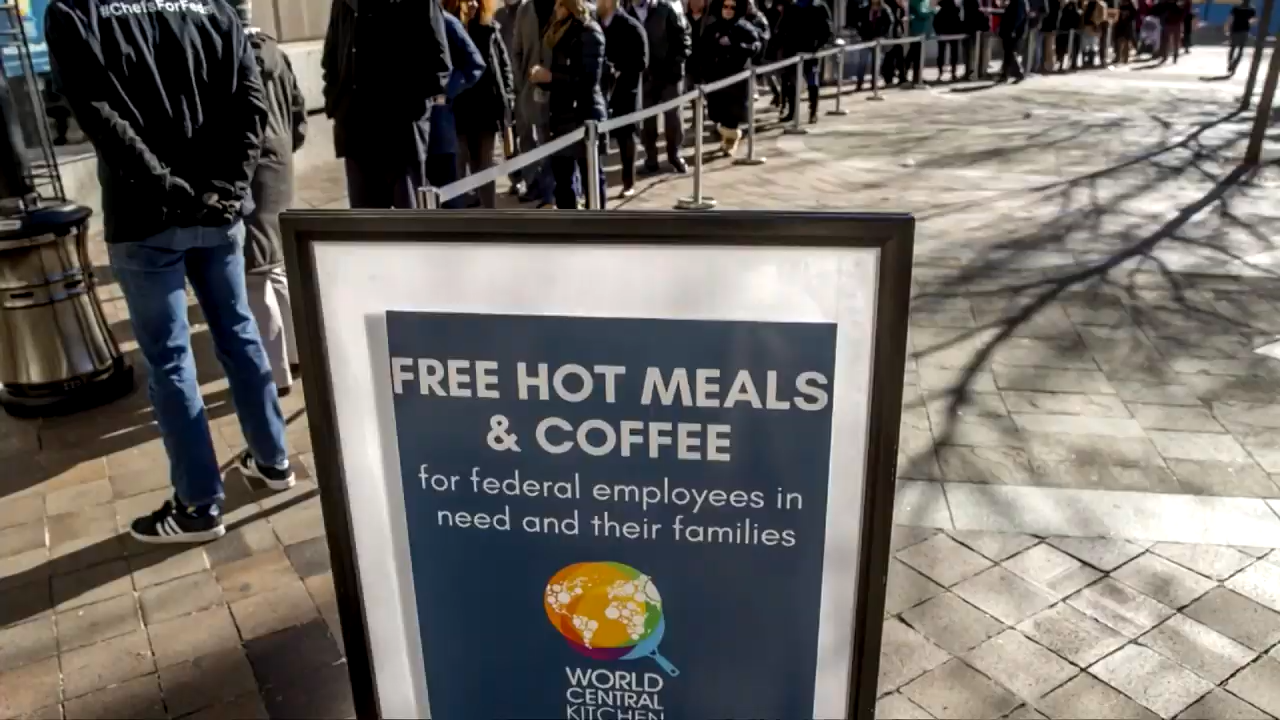 #ChefsForFeds
FREE HOT MEALS
& COFFEE
for federal employees in
need and their families
WORLD
CENTRAL
KITCHEN